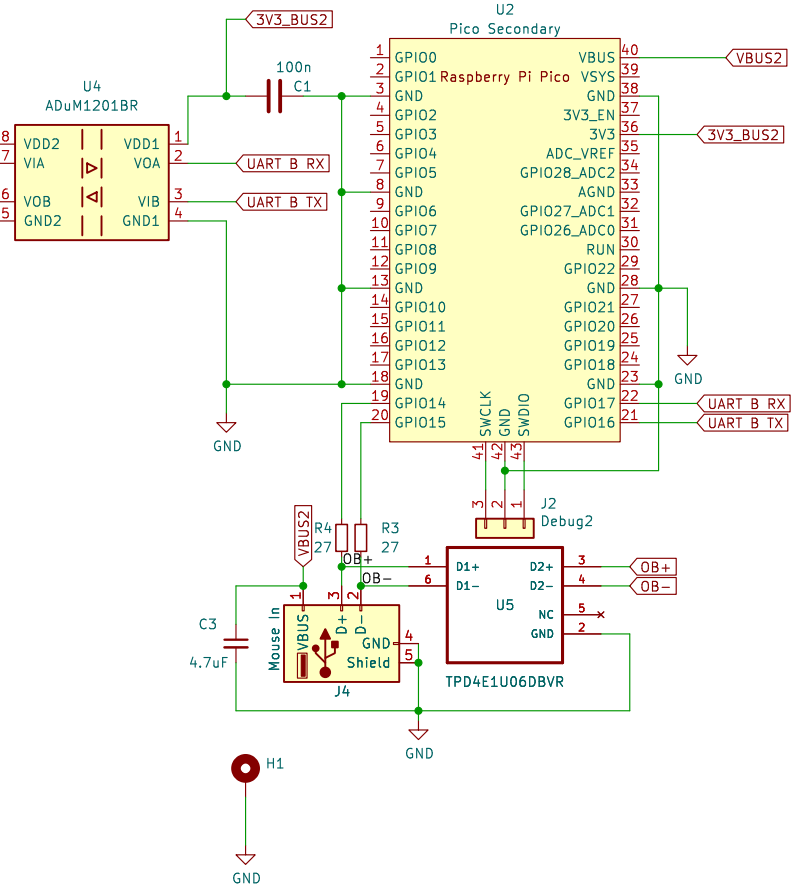 3V3_BUS2
100n
C1
U4
ADuM1201BR
8 VDD2 VDD1 1
7 VIA VOA 2
6 VOB VIB 3
5 GND2 GND1 4
UART B RX
UART B TX
GND
U2
Pico Secondary
Raspberry Pi Pico
1 GPIO0 VBUS 40
2 GPIO1 VSYS 39
3 GND GND 38
4 GPIO2 3V3_EN 37
5 GPIO3 3V3 36
6 GPIO4 ADC_VREF 35
7 GPIO5 GPIO28_ADC2 34
8 GND AGND 33
9 GPIO6 GPIO27_ADC1 32
10 GPIO7 GPIO26_ADC0 31
11 GPIO8 RUN 30
12 GPIO9 GPIO22 29
13 GND GND 28
14 GPIO10 GPIO21 27
15 GPIO11 GPIO20 26
16 GPIO12 GPIO19 25
17 GPIO13 GPIO18 24
18 GND GND 23
19 GPIO14 GPIO17 22
20 GPIO15 GPIO16 21
SWCLK GND SWDIO
41 42 43
VBUS2
3V3_BUS2
GND
UART B RX
UART B TX
3 2 1
J2
Debug2
R4
27
R3
27
OB+
OB-
VBUS2
C3
4.7uF
Mouse In
1 3 2
VBUS D+ D-
GND 4
Shield 5
J4
1 D1+ D2+ 3
6 D1- D2- 4
U5
NC 5
GND 2
TPD4E1U06DBVR
OB+
OB-
GND
H1
GND